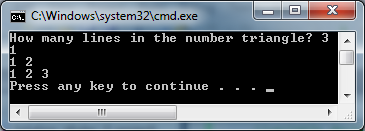 C:\Windows\system32\cmd.exe
How many lines in the number triangle? 3
1
1 2
1 2 3
Press any key to continue . . . _